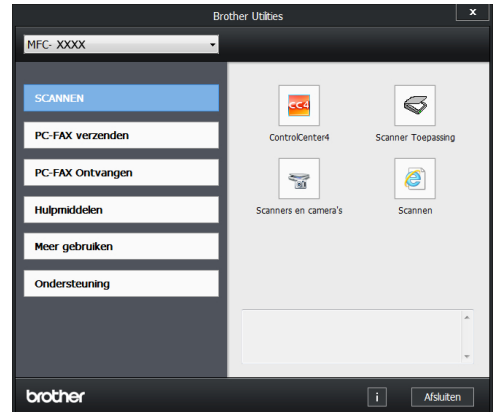 Brother Utilities
x
MFC- XXXX
SCANNEN
PC-FAX verzenden
PC-FAX Ontvangen
Hulpmiddelen
Meer gebruiken
Ondersteuning
CC4
ControlCenter4
Scanner Toepassing
Scanners en camera's
Scannen
brother
i
Afsluiten